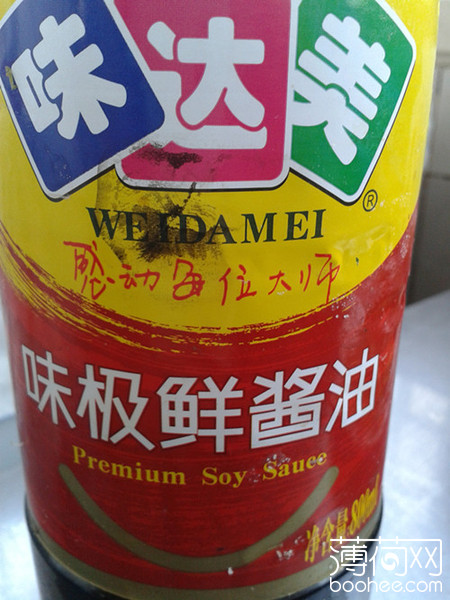 味达美
®
WEIDAMEI
感动每位大师
味极鲜酱油
Premium Soy Sauce
净含量800ml
薄荷网
boohee.com